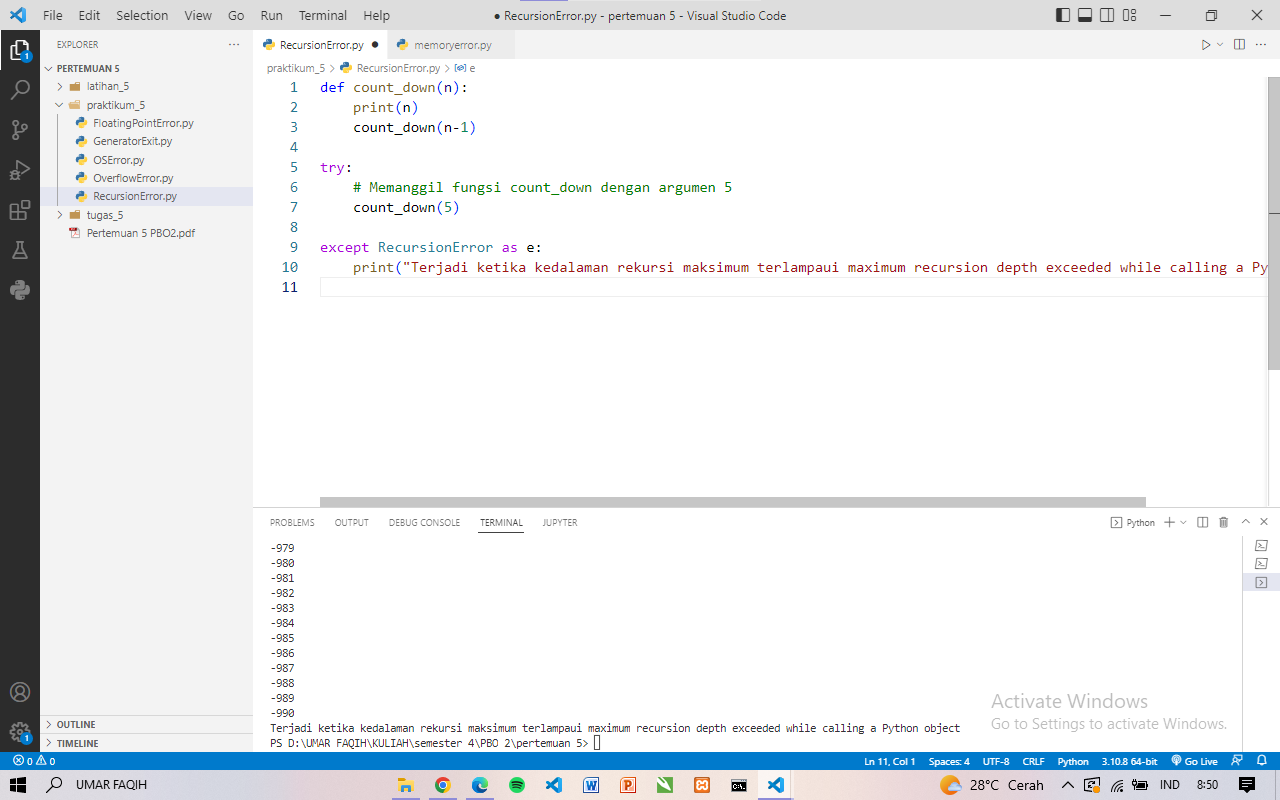 File Edit Selection View Go Run Terminal Help
● RecursionError.py - pertemuan 5 - Visual Studio Code
EXPLORER
PERTEMUAN 5
latihan_5
praktikum_5
FloatingPointError.py
GeneratorExit.py
OSError.py
OverflowError.py
RecursionError.py
tugas_5
Pertemuan 5 PBO2.pdf
OUTLINE
TIMELINE
RecursionError.py ● memoryerror.py
praktikum_5 > RecursionError.py > e
1 def count_down(n):
2     print(n)
3     count_down(n-1)
4
5 try:
6     # Memanggil fungsi count_down dengan argumen 5
7     count_down(5)
8
9 except RecursionError as e:
10     print("Terjadi ketika kedalaman rekursi maksimum terlampaui maximum recursion depth exceeded while calling a Py
11
PROBLEMS OUTPUT DEBUG CONSOLE TERMINAL JUPYTER
Python
-979
-980
-981
-982
-983
-984
-985
-986
-987
-988
-989
-990
Terjadi ketika kedalaman rekursi maksimum terlampaui maximum recursion depth exceeded while calling a Python object
PS D:\UMAR FAQIH\KULIAH\semester 4\PBO 2\pertemuan 5>
Activate Windows
Go to Settings to activate Windows.
1
1
0 0
Ln 11, Col 1 Spaces: 4 UTF-8 CRLF Python 3.10.8 64-bit Go Live
UMAR FAQIH
28°C Cerah
IND
8:50